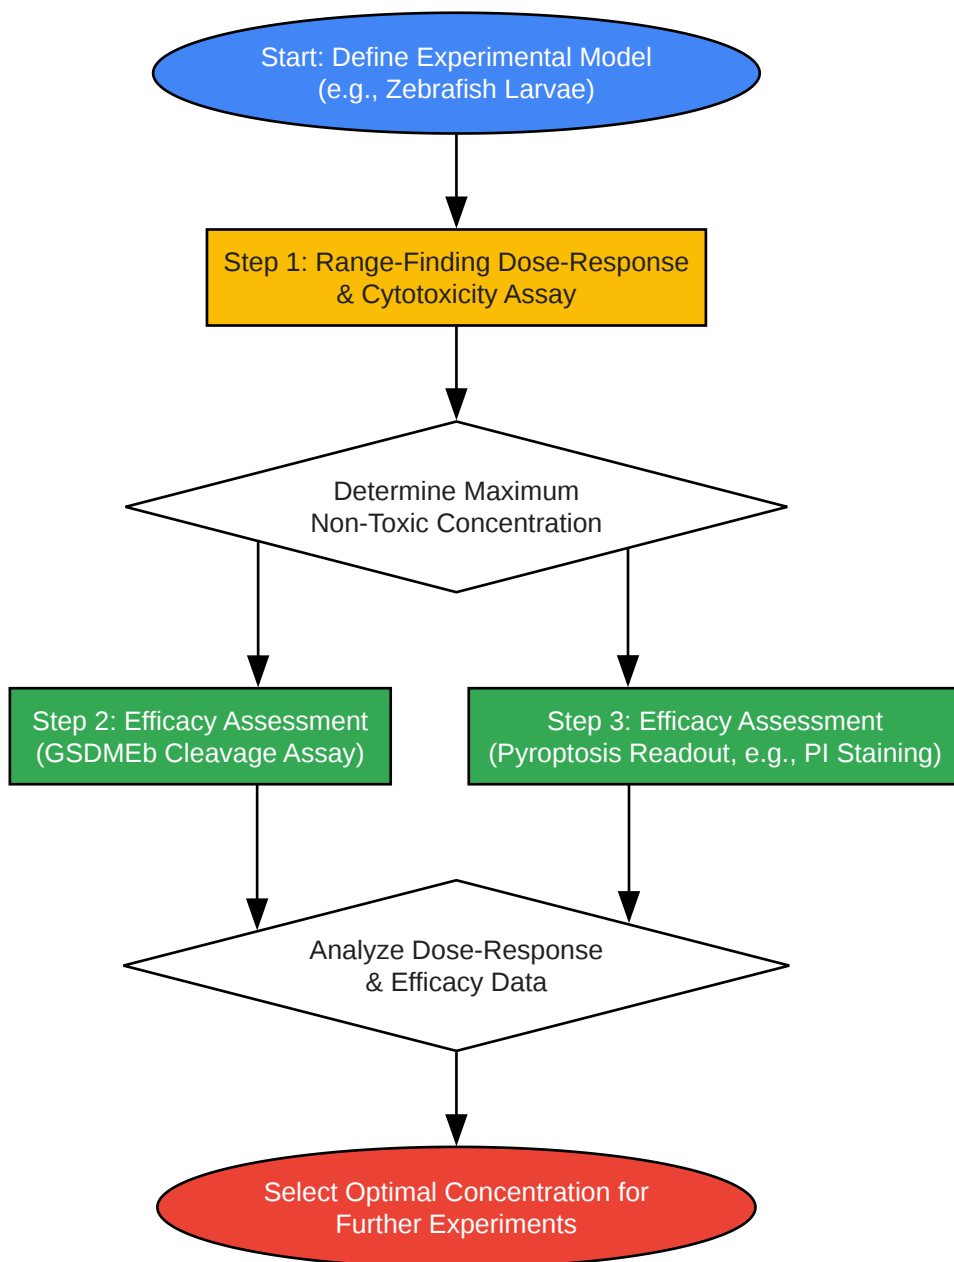 Start: Define Experimental Model
(e.g., Zebrafish Larvae)
Step 1: Range-Finding Dose-Response
& Cytotoxicity Assay
Determine Maximum
Non-Toxic Concentration
Step 2: Efficacy Assessment
(GSDMEb Cleavage Assay)
Step 3: Efficacy Assessment
(Pyroptosis Readout, e.g., PI Staining)
Analyze Dose-Response
& Efficacy Data
Select Optimal Concentration for
Further Experiments